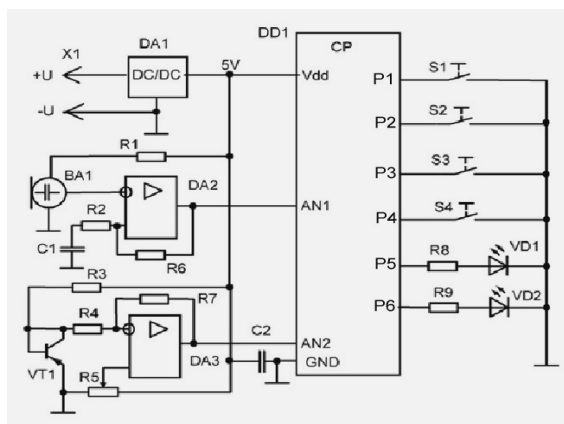 DD1
CP
X1
DA1
5V
+U
DC/DC
Vdd
P1
S1
-U
P2
S2
R1
BA1
DA2
P3
S3
R2
AN1
P4
S4
C1
R6
P5
R8
VD1
R3
R4
R7
P6
R9
VD2
C2
AN2
VT1
R5
DA3
GND